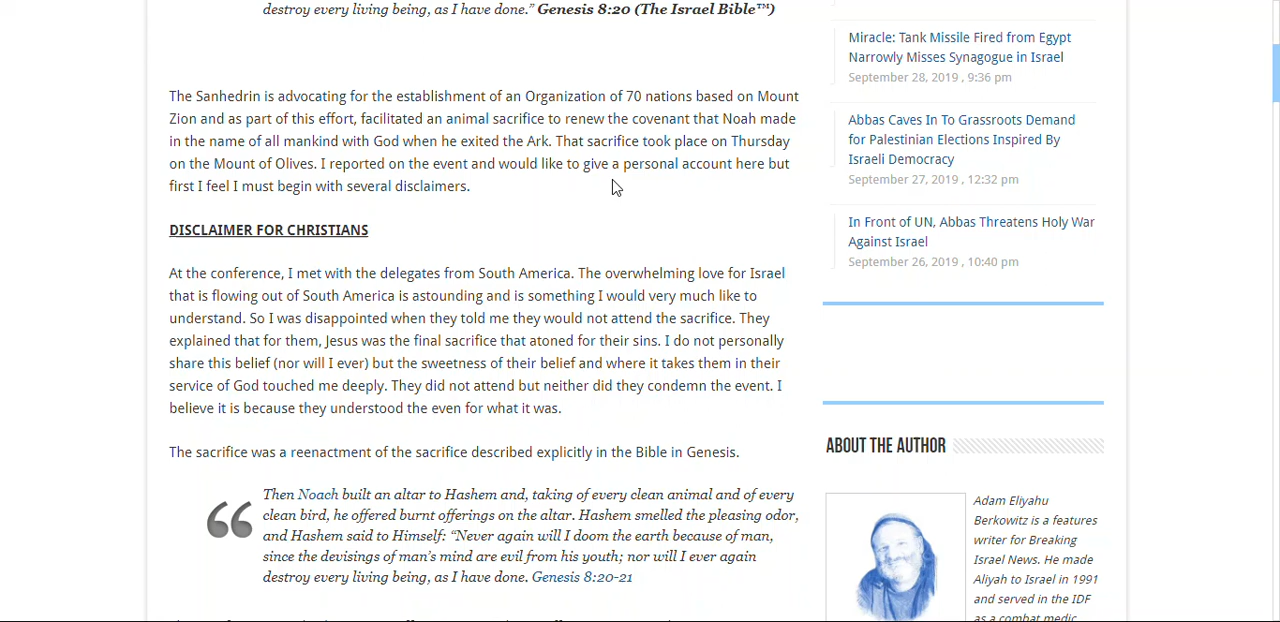 destroy every living being, as I have done.” Genesis 8:20 (The Israel Bible™)
The Sanhedrin is advocating for the establishment of an Organization of 70 nations based on Mount
Zion and as part of this effort, facilitated an animal sacrifice to renew the covenant that Noah made
in the name of all mankind with God when he exited the Ark. That sacrifice took place on Thursday
on the Mount of Olives. I reported on the event and would like to give a personal account here but
first I feel I must begin with several disclaimers.
DISCLAIMER FOR CHRISTIANS
At the conference, I met with the delegates from South America. The overwhelming love for Israel
that is flowing out of South America is astounding and is something I would very much like to
understand. So I was disappointed when they told me they would not attend the sacrifice. They
explained that for them, Jesus was the final sacrifice that atoned for their sins. I do not personally
share this belief (nor will I ever) but the sweetness of their belief and where it takes them in their
service of God touched me deeply. They did not attend but neither did they condemn the event. I
believe it is because they understood the even for what it was.
The sacrifice was a reenactment of the sacrifice described explicitly in the Bible in Genesis.
Then Noach built an altar to Hashem and, taking of every clean animal and of every
clean bird, he offered burnt offerings on the altar. Hashem smelled the pleasing odor,
and Hashem said to Himself: “Never again will I doom the earth because of man,
since the devisings of man’s mind are evil from his youth; nor will I ever again
destroy every living being, as I have done. Genesis 8:20-21
Miracle: Tank Missile Fired from Egypt
Narrowly Misses Synagogue in Israel
September 28, 2019 , 9:36 pm
Abbas Caves In To Grassroots Demand
for Palestinian Elections Inspired By
Israeli Democracy
September 27, 2019 , 12:32 pm
In Front of UN, Abbas Threatens Holy War
Against Israel
September 26, 2019 , 10:40 pm
ABOUT THE AUTHOR
Adam Eliyahu
Berkowitz is a features
writer for Breaking
Israel News. He made
Aliyah to Israel in 1991
and served in the IDF
as a combat medic